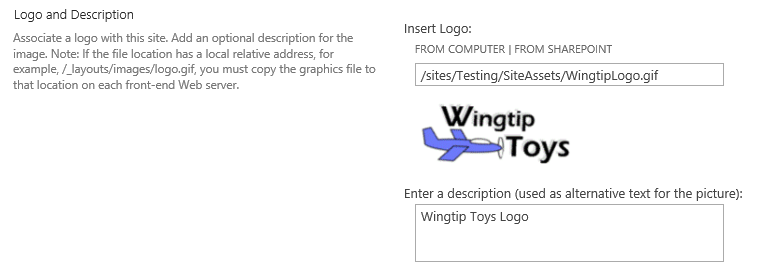 Logo and Description
Associate a logo with this site. Add an optional description for the
image. Note: If the file location has a local relative address, for
example, /_layouts/images/logo.gif, you must copy the graphics file to
that location on each front-end Web server.
Insert Logo:
FROM COMPUTER | FROM SHAREPOINT
/sites/Testing/SiteAssets/WingtipLogo.gif
Wingtip
Toys
Enter a description (used as alternative text for the picture):
Wingtip Toys Logo